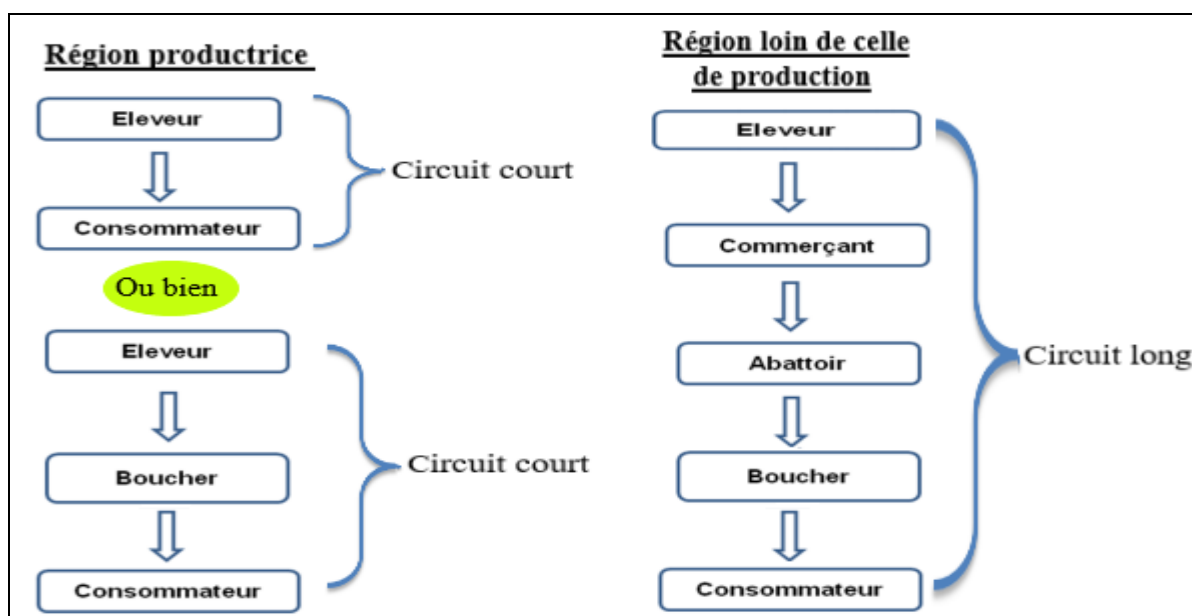 Région productrice
Eleveur
Consommateur
Circuit court
Ou bien
Eleveur
Boucher
Consommateur
Circuit court
Région loin de celle
de production
Eleveur
Commerçant
Abattoir
Boucher
Consommateur
Circuit long